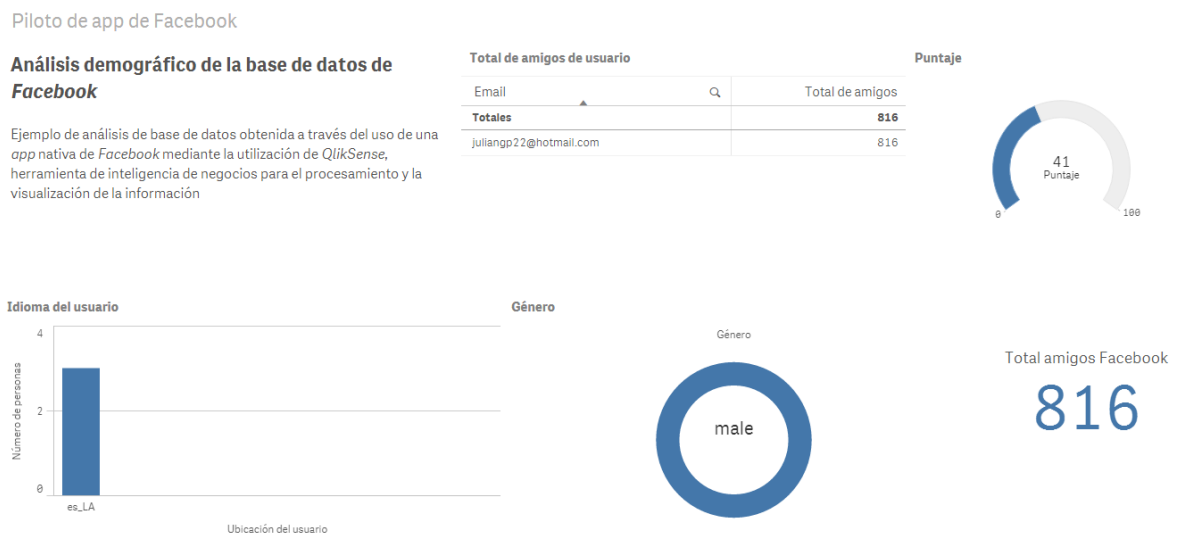 Piloto de app de Facebook
Análisis demográfico de la base de datos de
Facebook
Ejemplo de análisis de base de datos obtenida a través del uso de una
app nativa de Facebook mediante la utilización de QlikSense,
herramienta de inteligencia de negocios para el procesamiento y la
visualización de la información
Total de amigos de usuario
Email Total de amigos
Totales 816
juliangp22@hotmail.com 816
Puntaje
41
Puntaje
0 100
Idioma del usuario
Número de personas
4
2
0
es_LA
Ubicación del usuario
Género
Género
male
Total amigos Facebook
816